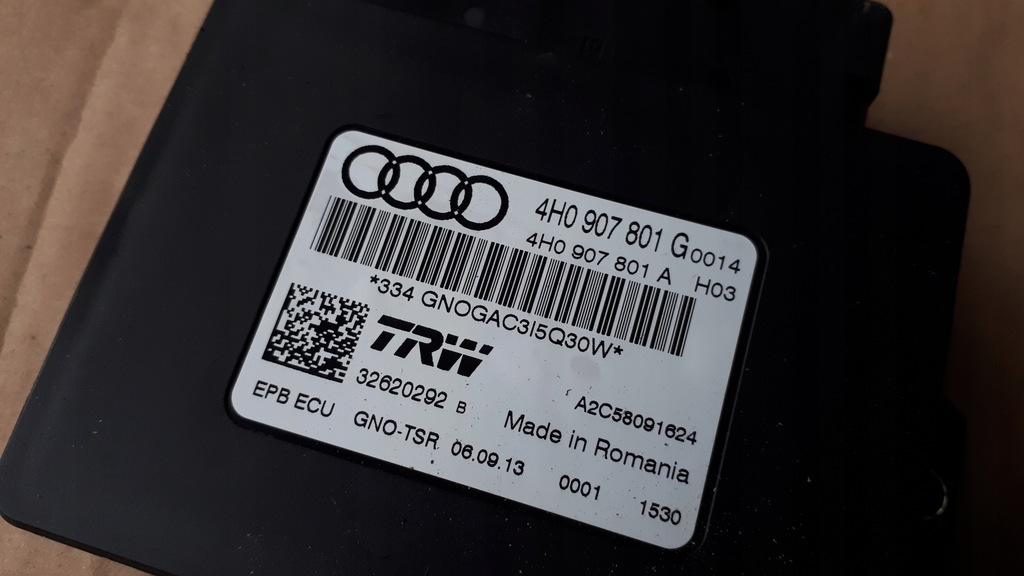 4H0 907 801 G 0014
4H0 907 801 A H03
*334 GNOGAC3I5Q30W*
TRW
32620292 B
A2C58091624
EPB ECU
Made in Romania
GNO-TSR 06.09.13
0001 1530